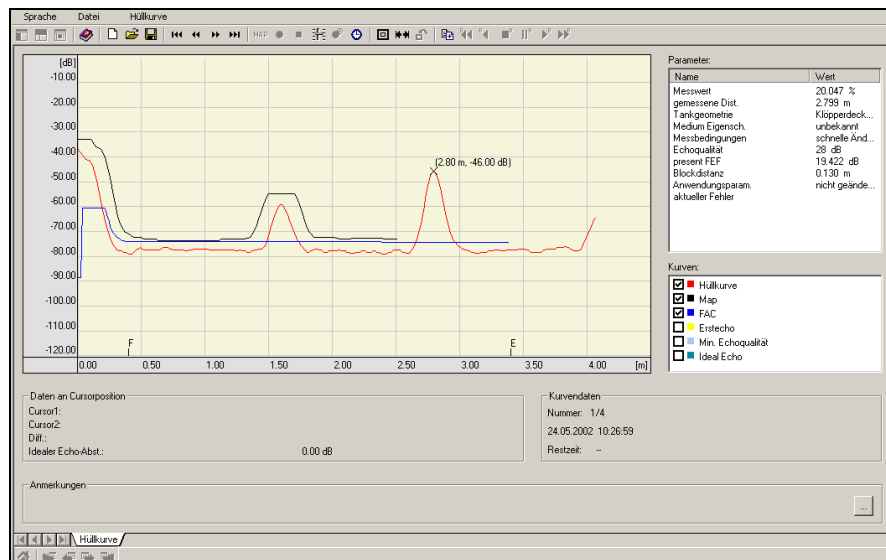 Sprache Datei Hüllkurve
MAP
[dB]
-10.00
-20.00
-30.00
-40.00
-50.00
-60.00
-70.00
-80.00
-90.00
-100.00
-110.00
-120.00
(2.80 m, -46.00 dB)
F E
0.00 0.50 1.00 1.50 2.00 2.50 3.00 3.50 4.00 [m]
Parameter:
Name Wert
Messwert 20.047 %
gemessene Dist. 2.799 m
Tankgeometrie Klöpperdeck...
Medium Eigensch. unbekannt
Messbedingungen schnelle Änd...
Echoqualität 28 dB
present FEF 19.422 dB
Blockdistanz 0.130 m
Anwendungsparam. nicht geände...
aktueller Fehler
Kurven:
Hüllkurve
Map
FAC
Erstecho
Min. Echoqualität
Ideal Echo
Daten an Cursorposition
Cursor1:
Cursor2:
Diff.:
Idealer Echo-Abst.: 0.00 dB
Kurvendaten
Nummer: 1/4
24.05.2002 10:26:59
Restzeit: --
Anmerkungen
...
Hüllkurve